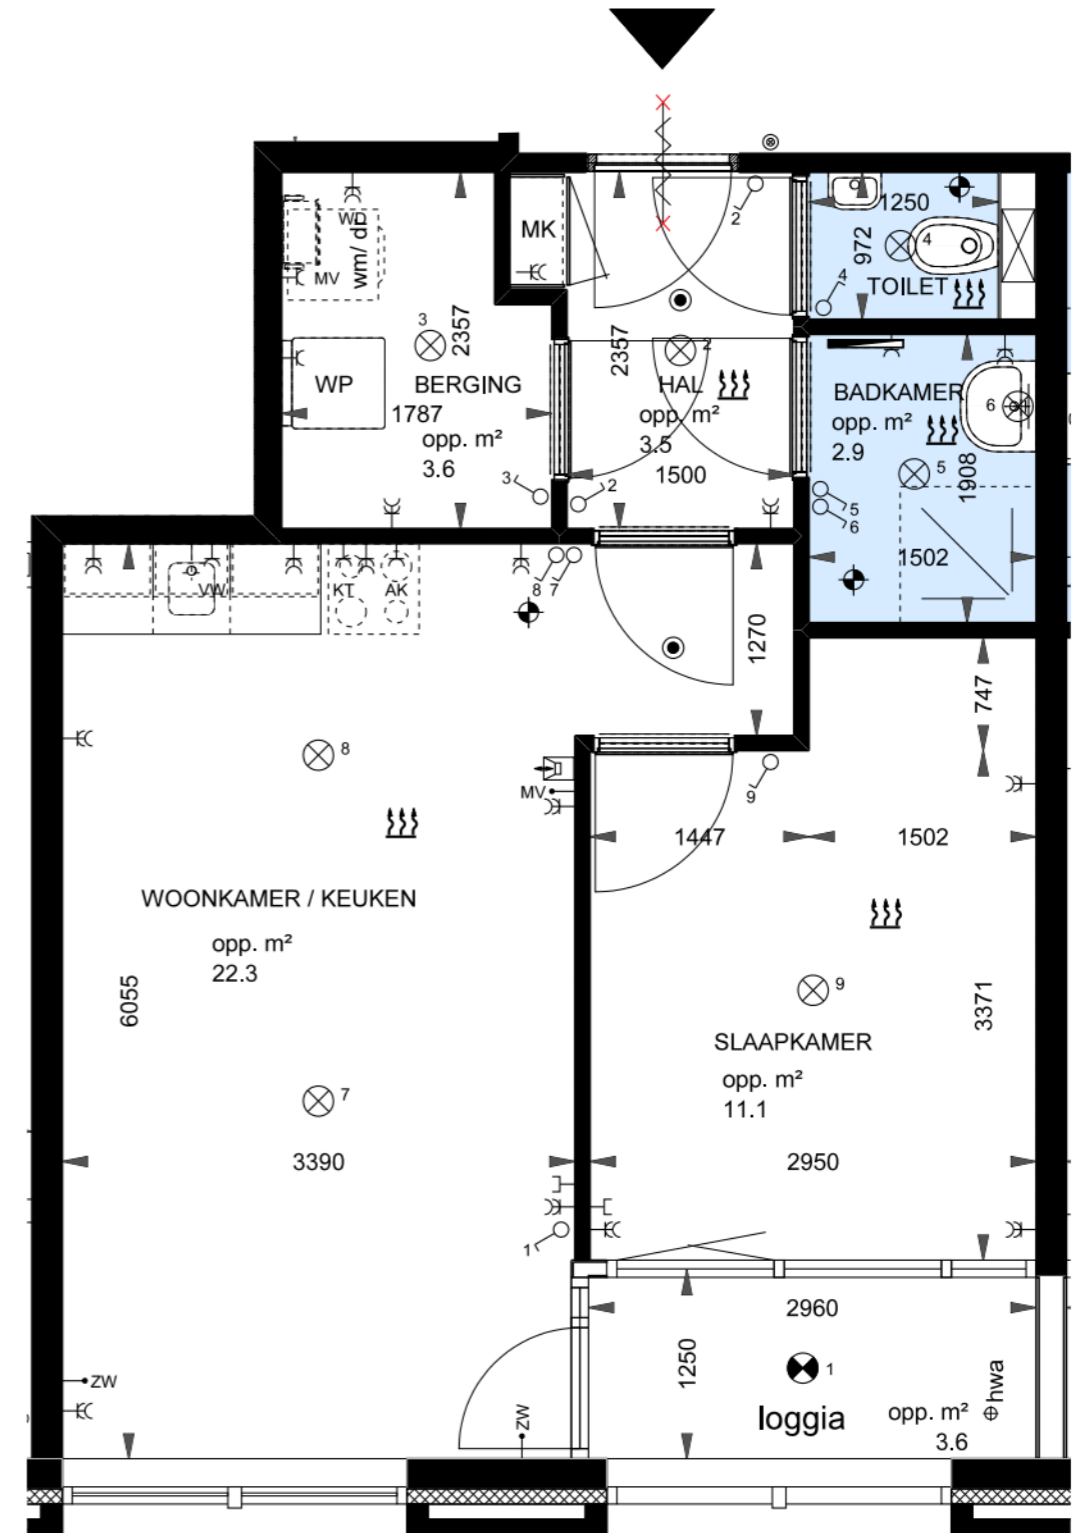 2
1250
WD
wm/ dr
MK
972
4
MV
4
TOILET
3
2357
2357
2
WP
BERGING
HAL
BADKAMER
6
1787
opp. m²
opp. m²
opp. m²
3.6
3.5
2.9
5
1908
3
2
1500
5
6
1502
VW
KT
AK
8
7
1270
747
8
MV
9
1447
1502
WOONKAMER / KEUKEN
opp. m²
22.3
6055
9
3371
SLAAPKAMER
opp. m²
11.1
7
3390
2950
1
2960
1250
1
ZW
ZW
loggia
opp. m²
3.6
hwa